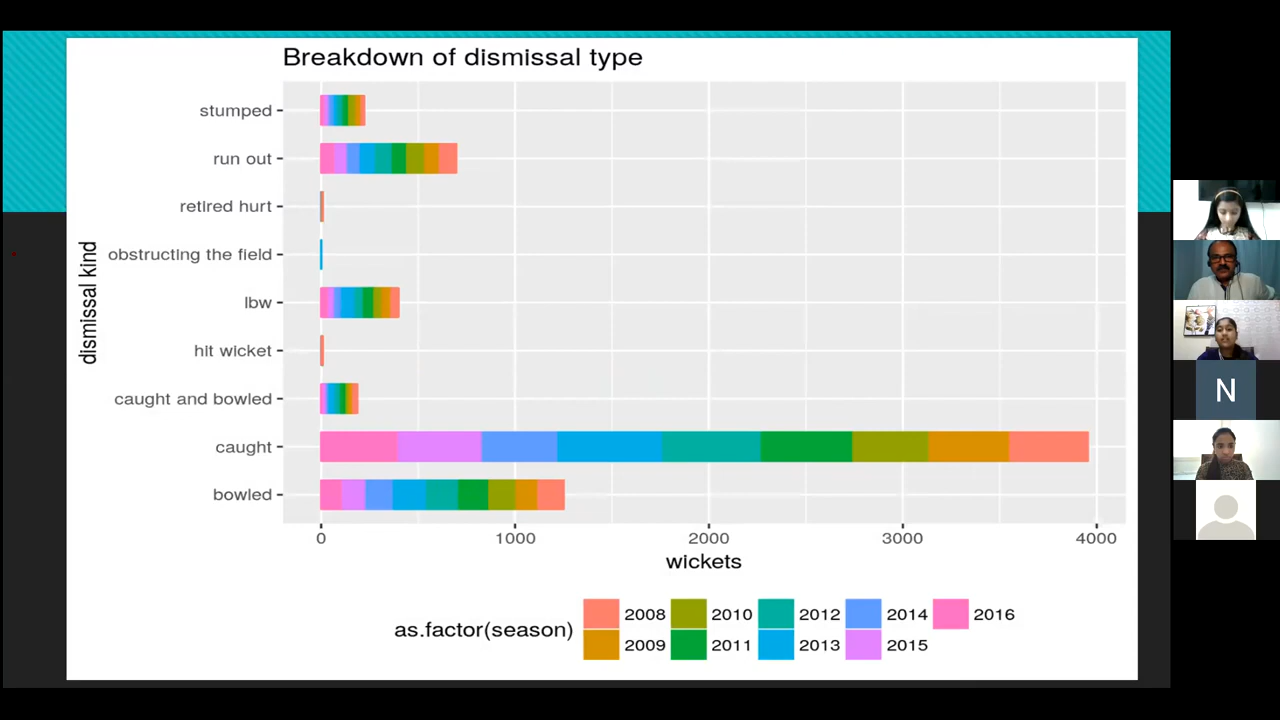 Breakdown of dismissal type
stumped
run out
retired hurt
obstructing the field
lbw
hit wicket
caught and bowled
caught
bowled
dismissal kind
0 1000 2000 3000 4000
wickets
as.factor(season)
2008 2010 2012 2014 2016
2009 2011 2013 2015
N